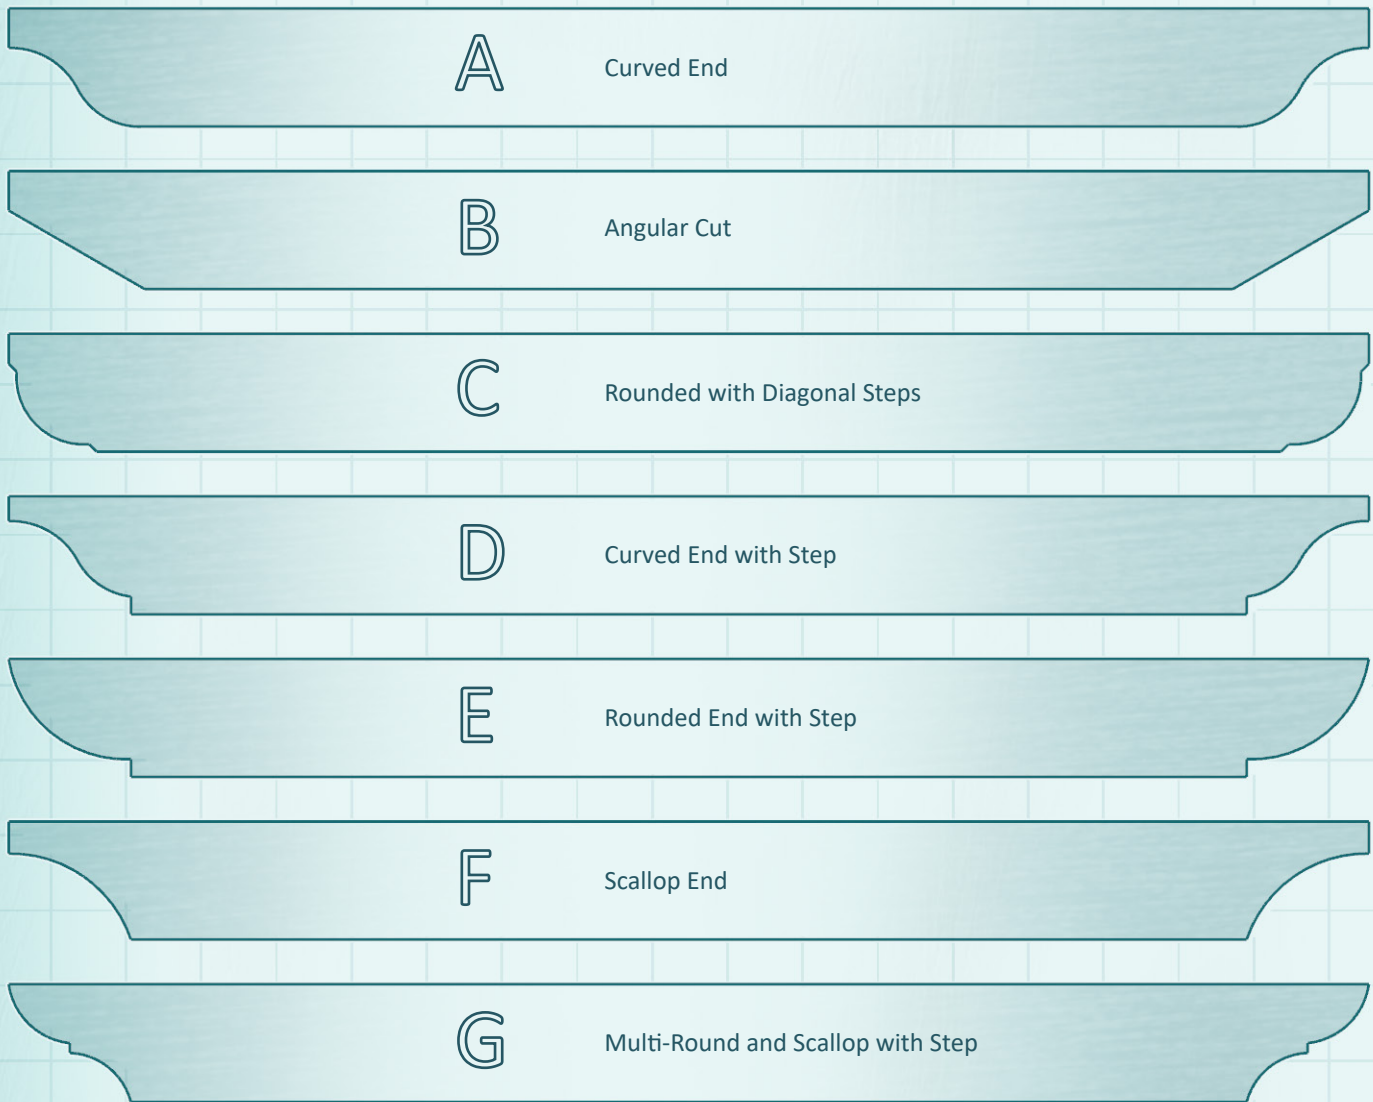 A Curved End
B Angular Cut
C Rounded with Diagonal Steps
D Curved End with Step
E Rounded End with Step
F Scallop End
G Multi-Round and Scallop with Step